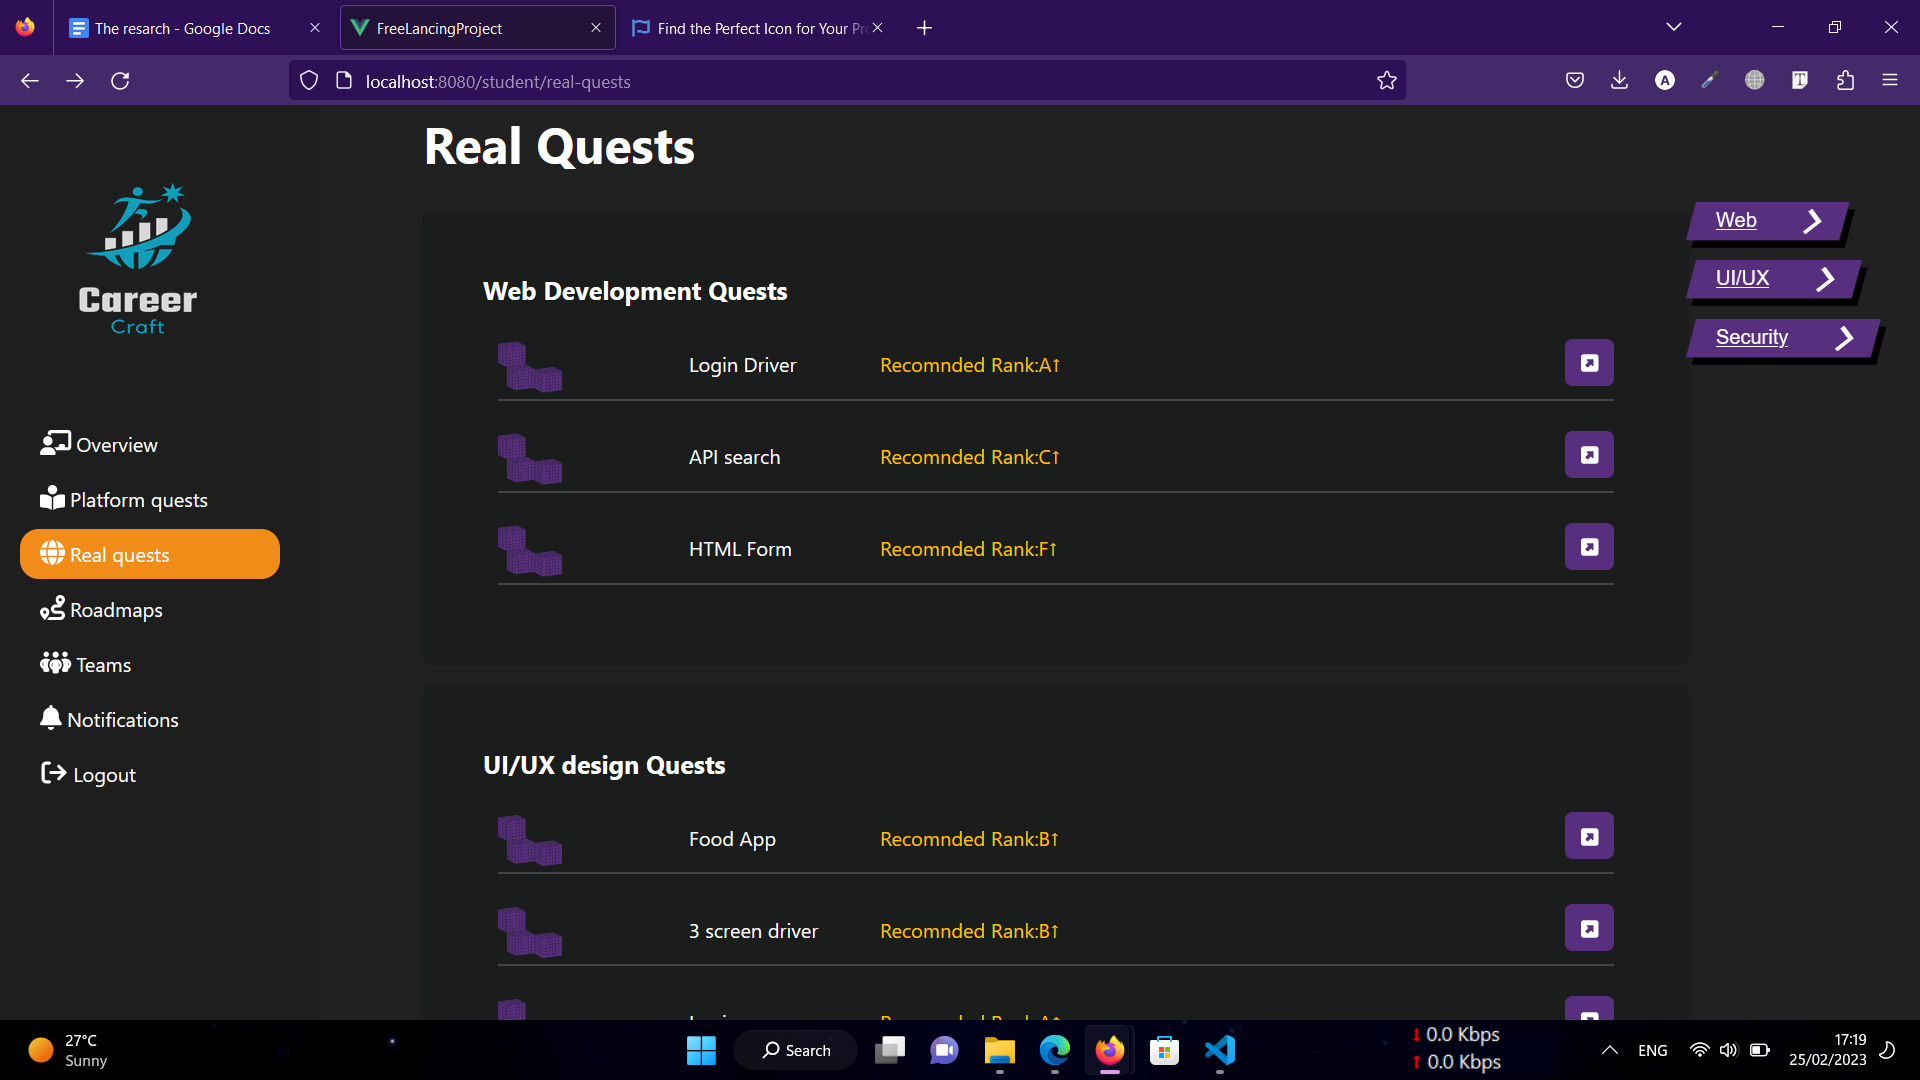 The resarch - Google Docs
FreeLancingProject
Find the Perfect Icon for Your Pr
localhost:8080/student/real-quests
A
T
Career
Craft
Overview
Platform quests
Real quests
Roadmaps
Teams
Notifications
Logout
Real Quests
Web Development Quests
Login Driver Recomnded Rank:A↑
API search Recomnded Rank:C↑
HTML Form Recomnded Rank:F↑
UI/UX design Quests
Food App Recomnded Rank:B↑
3 screen driver Recomnded Rank:B↑
Web
UI/UX
Security
27°C
Sunny
Search
↓ 0.0 Kbps
↑ 0.0 Kbps
ENG
17:19
25/02/2023